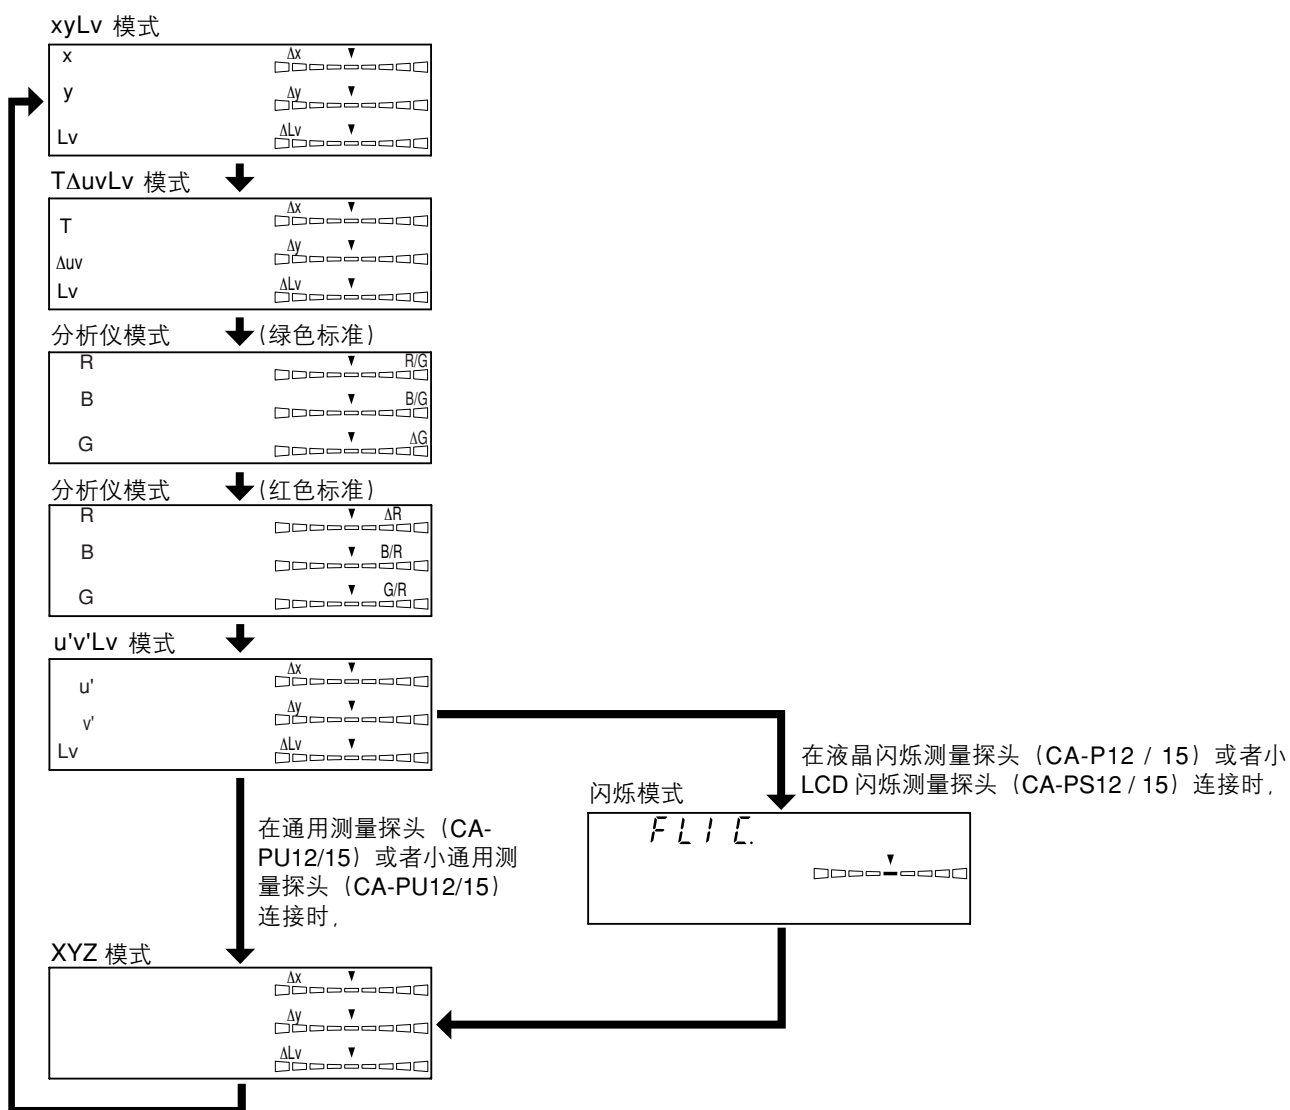 xyLv 模式
x
Δx
y
Δy
Lv
ΔLv
TΔuvLv 模式
T
Δx
Δuv
Δy
Lv
ΔLv
分析仪模式
(绿色标准)
R
R/G
B
B/G
G
ΔG
分析仪模式
(红色标准)
R
ΔR
B
B/R
G
G/R
u'v'Lv 模式
u'
Δx
v'
Δy
Lv
ΔLv
在液晶闪烁测量探头（CA-P12 / 15）或者小
LCD 闪烁测量探头（CA-PS12 / 15）连接时，
闪烁模式
FLIC.
在通用测量探头（CA-
PU12/15）或者小通用测
量探头（CA-PU12/15）
连接时，
XYZ 模式
Δx
Δy
ΔLv